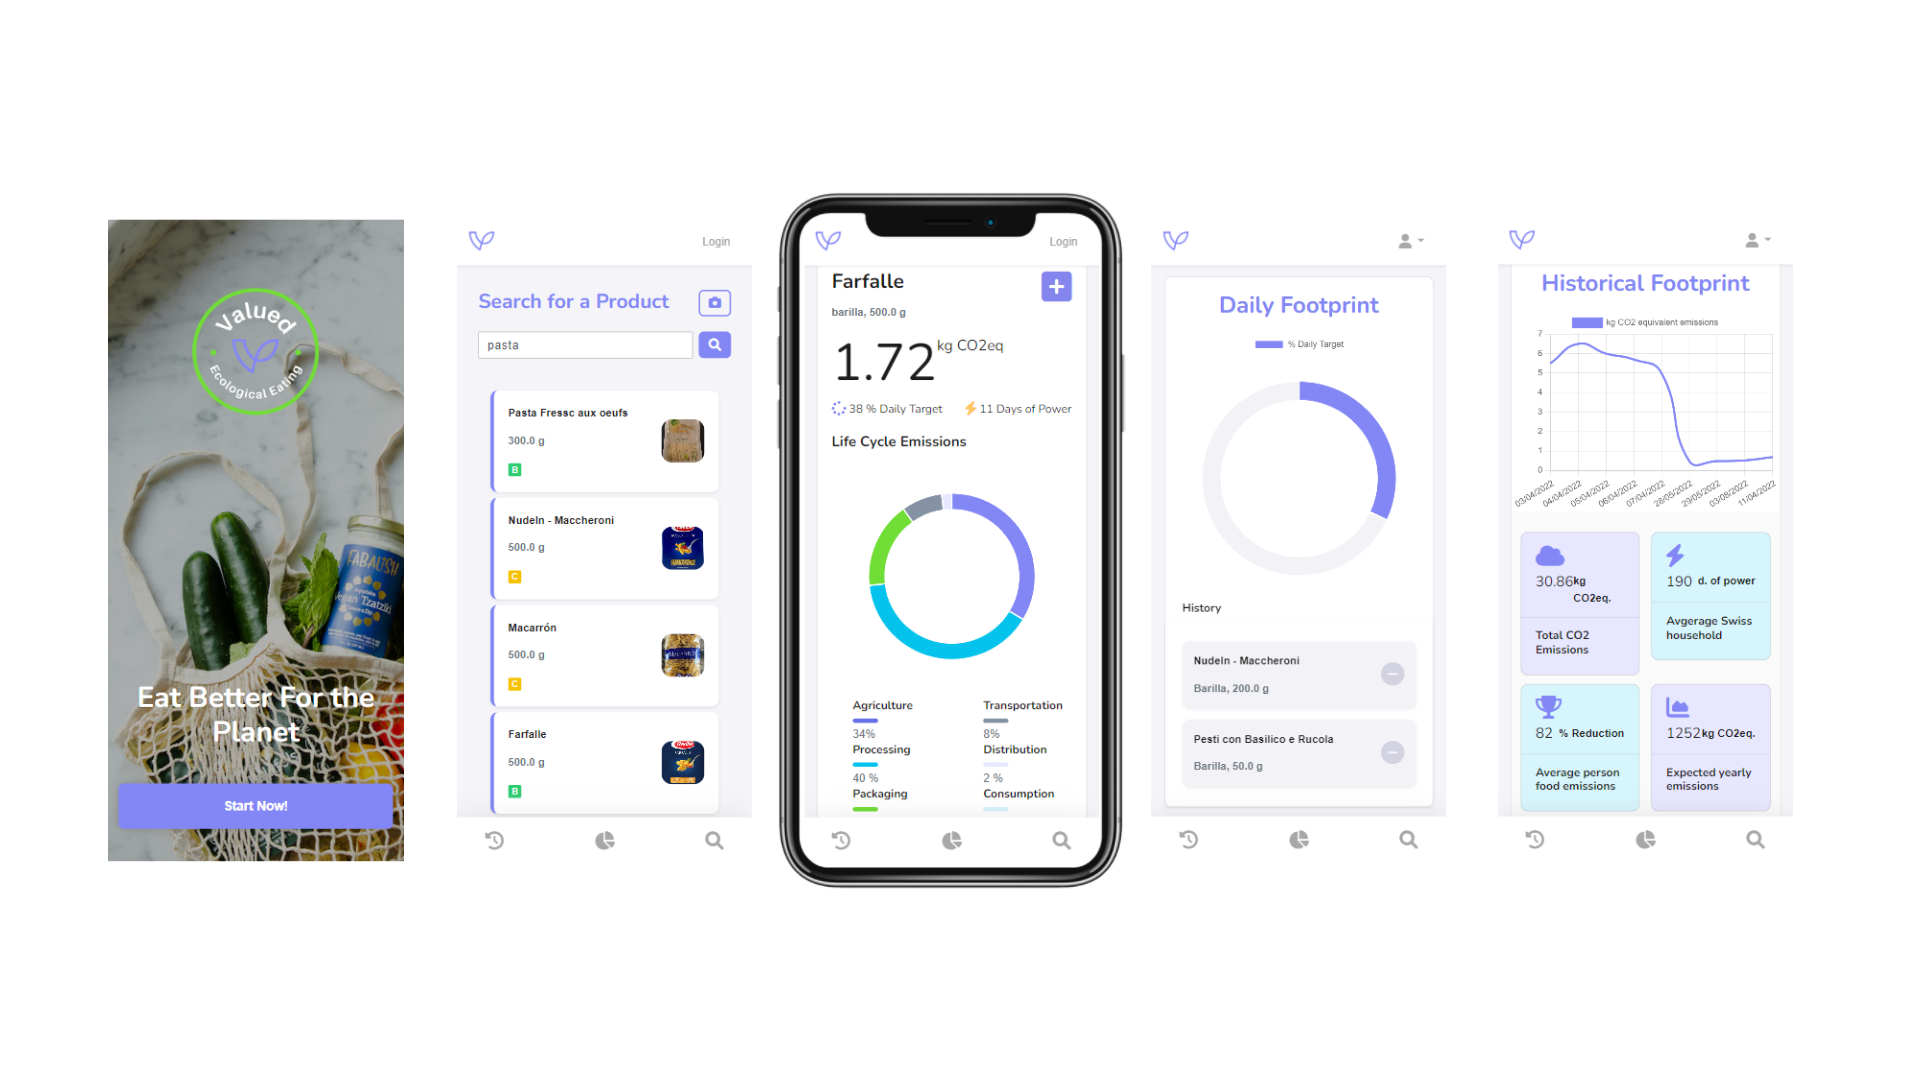 Valued
Ecological Eating
FABALISH
Vegan Tzatziki
Eat Better For the
Planet
Start Now!
Login
Search for a Product
pasta
Pasta Fressc aux oeufs
300.0 g
B
Nudeln - Maccheroni
500.0 g
C
Macarrón
500.0 g
C
Farfalle
500.0 g
B
Login
Farfalle
barilla, 500.0 g
1.72 kg CO2eq
38 % Daily Target
11 Days of Power
Life Cycle Emissions
Agriculture
34%
Transportation
8%
Processing
40 %
Distribution
2 %
Packaging
Consumption
Daily Footprint
% Daily Target
History
Nudeln - Maccheroni
Barilla, 200.0 g
Pesti con Basilico e Rucola
Barilla, 50.0 g
Historical Footprint
kg CO2 equivalent emissions
7
6
5
4
3
2
1
0
03/04/2022
04/04/2022
05/04/2022
06/04/2022
07/04/2022
28/05/2022
29/05/2022
03/08/2022
11/04/2022
30.86kg
CO2eq.
Total CO2
Emissions
190 d. of power
Avgerage Swiss
household
82 % Reduction
Average person
food emissions
1252kg CO2eq.
Expected yearly
emissions